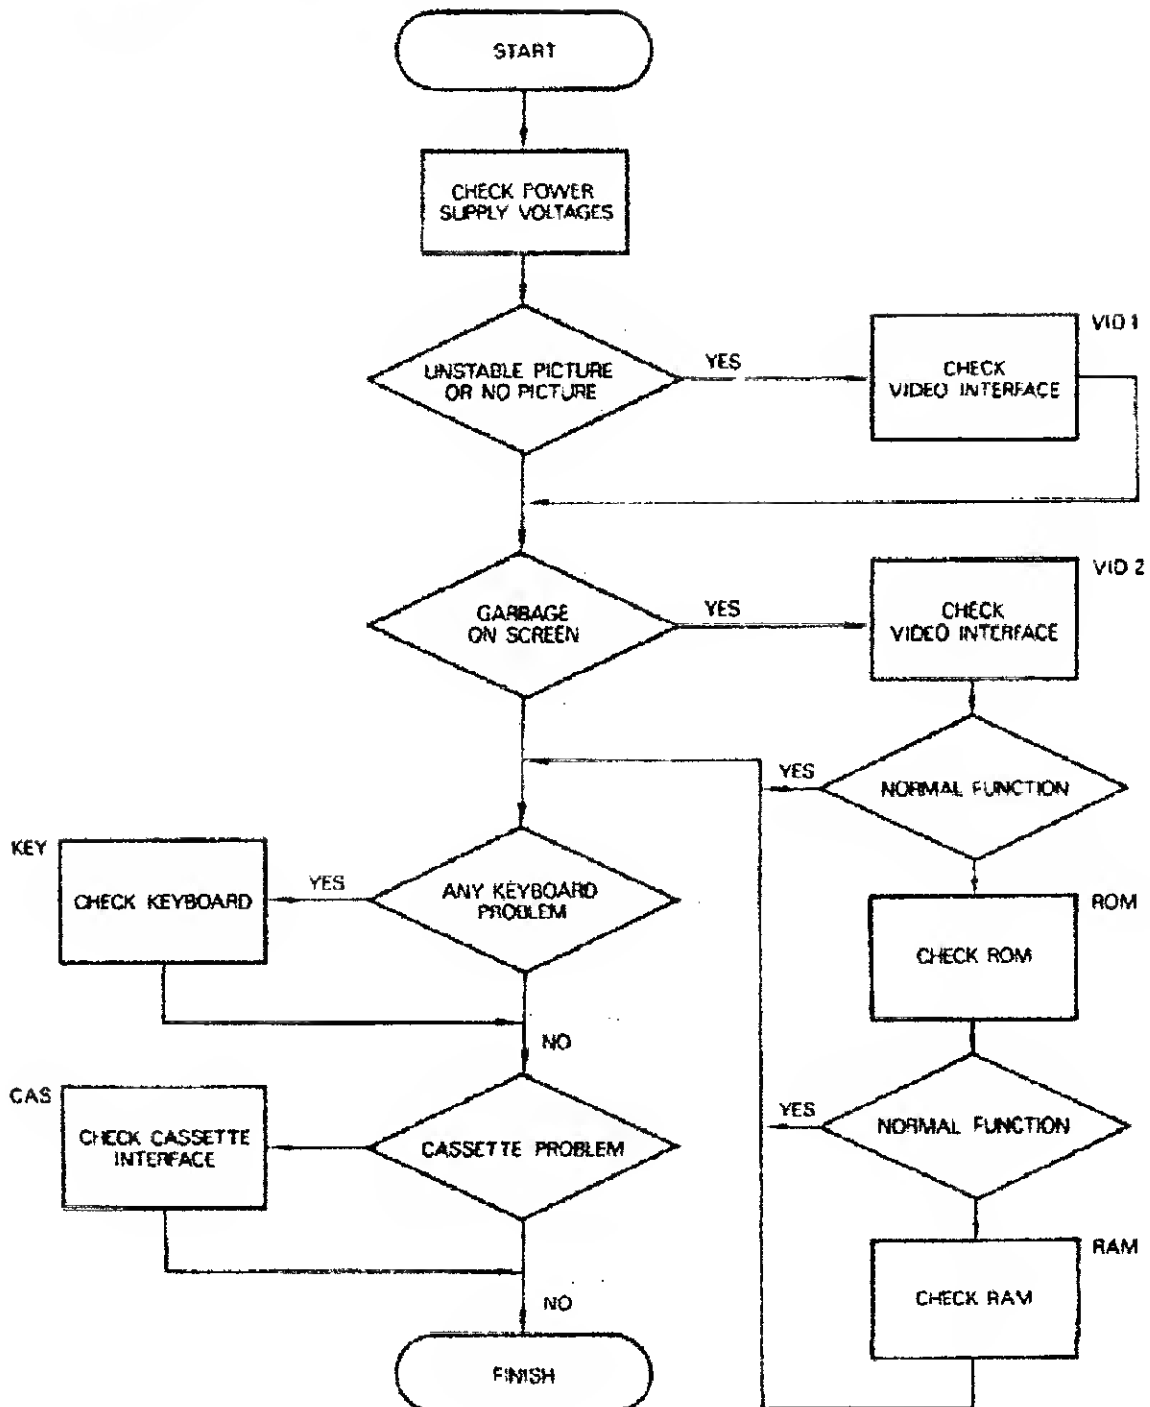 START
CHECK POWER
SUPPLY VOLTAGES
UNSTABLE PICTURE
OR NO PICTURE
YES
VID 1
CHECK
VIDEO INTERFACE
GARBAGE
ON SCREEN
YES
VID 2
CHECK
VIDEO INTERFACE
YES
NORMAL FUNCTION
KEY
CHECK KEYBOARD
YES
ANY KEYBOARD
PROBLEM
ROM
CHECK ROM
NO
CAS
CHECK CASSETTE
INTERFACE
CASSETTE PROBLEM
YES
NORMAL FUNCTION
RAM
CHECK RAM
NO
FINISH